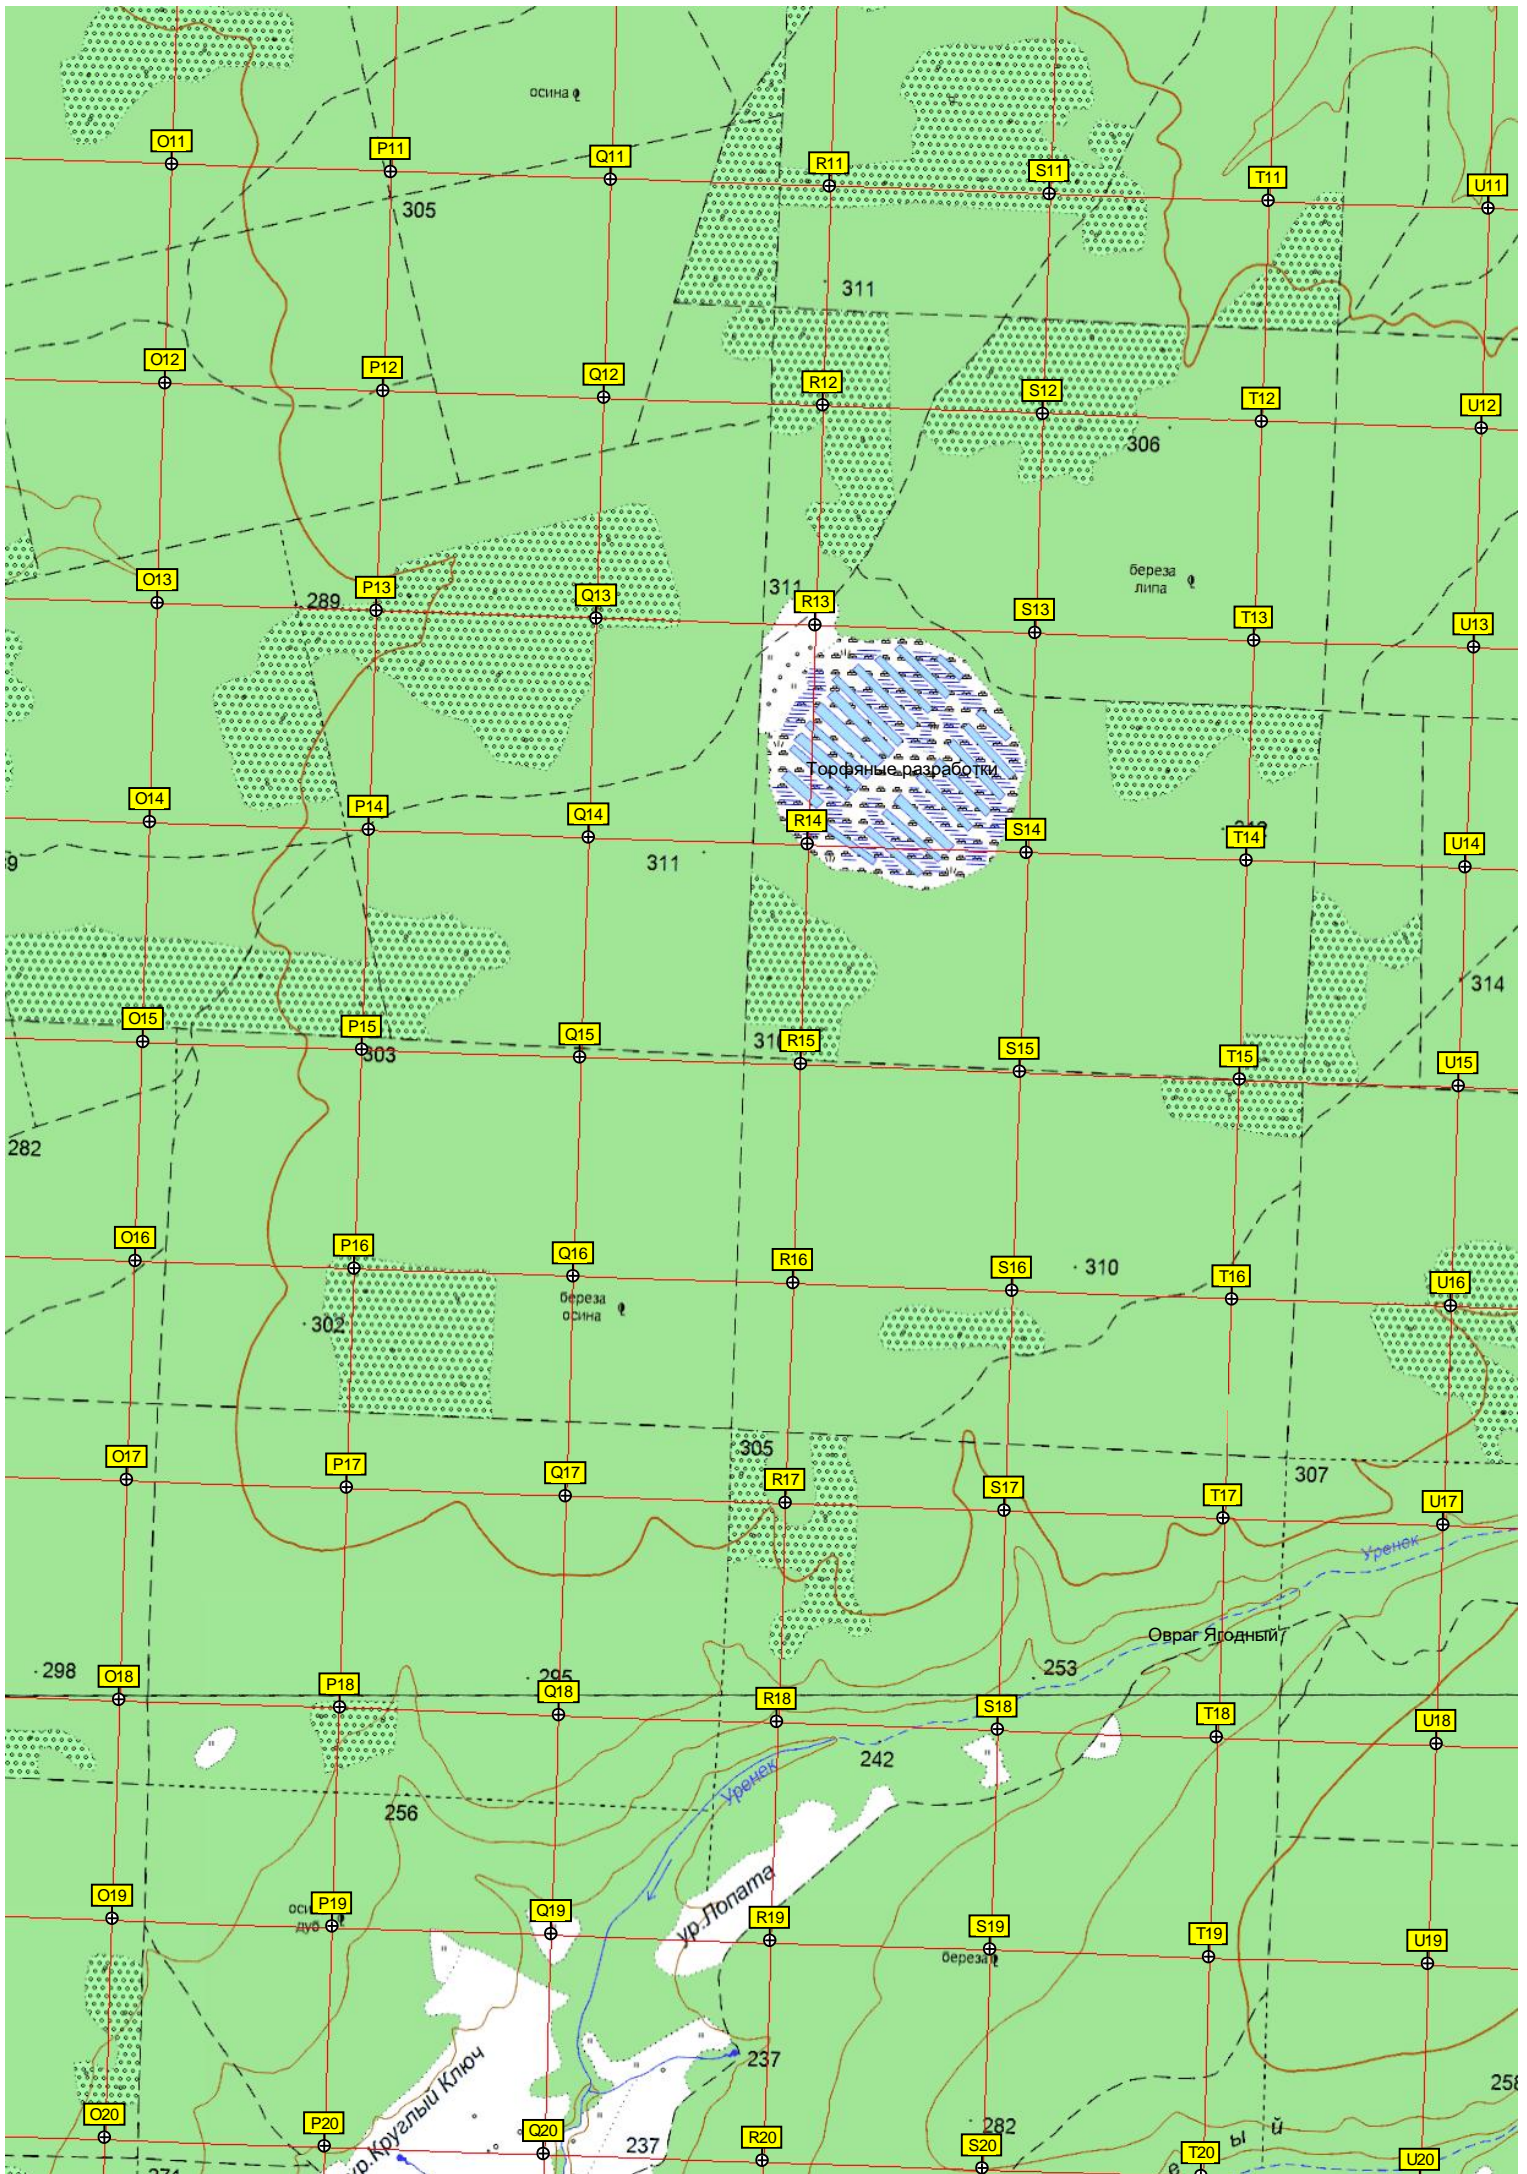 осина
O11
P11
Q11
R11
S11
T11
U11
305
311
O12
P12
Q12
R12
S12
T12
U12
306
O13
289
P13
Q13
311
R13
S13
береза
липа
T13
U13
Торфяные разработки
O14
P14
Q14
R14
S14
T14
U14
9
311
314
O15
P15
303
Q15
310
R15
S15
T15
U15
282
O16
P16
Q16
R16
S16
310
T16
U16
береза
осина
302
O17
P17
Q17
305
R17
S17
T17
307
U17
Уренек
Овраг Ягодный
298
O18
P18
295
Q18
R18
S18
253
T18
U18
242
Уренек
256
O19
P19
дуб
Q19
ур.Лопата
R19
S19
береза
T19
U19
237
258
O20
P20
ур.Круглый Ключ
Q20
237
R20
282
S20
T20
е ы й
U20
271